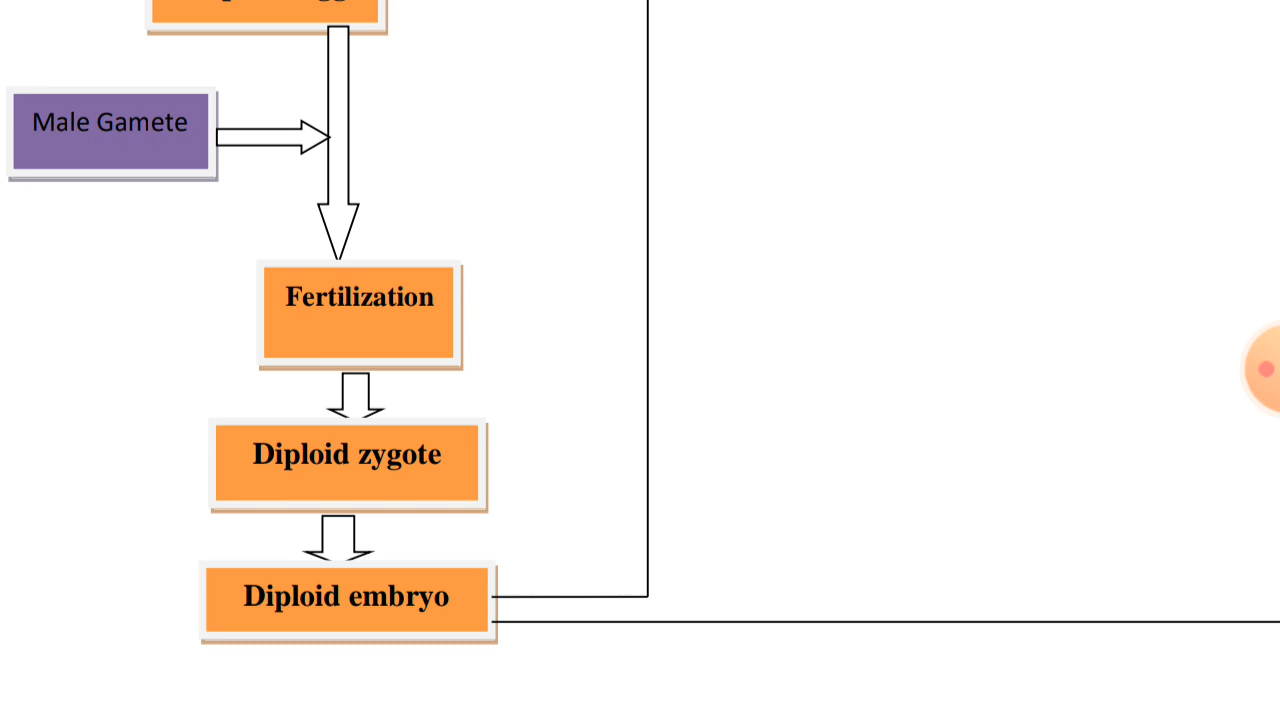 Male Gamete
Fertilization
Diploid zygote
Diploid embryo